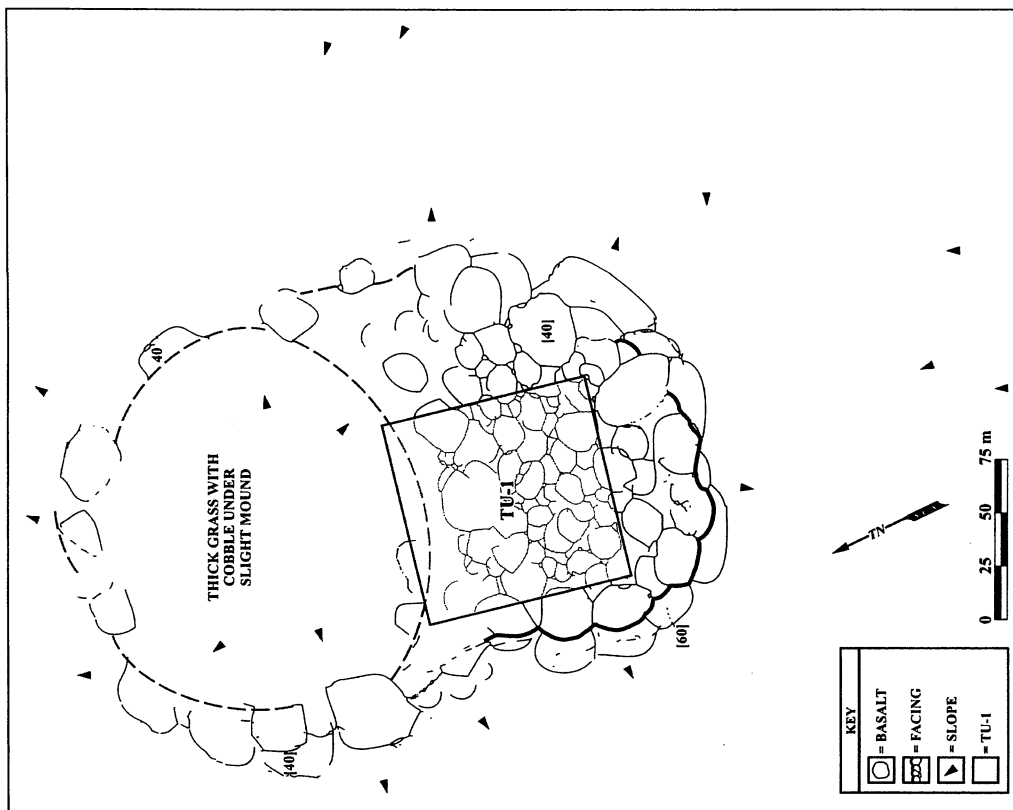 40
THICK GRASS WITH
COBBLE UNDER
SLIGHT MOUND
[40]
TU-1
[40]
[60]
TN
0 25 50 75 m
KEY
= BASALT
= FACING
= SLOPE
= TU-1